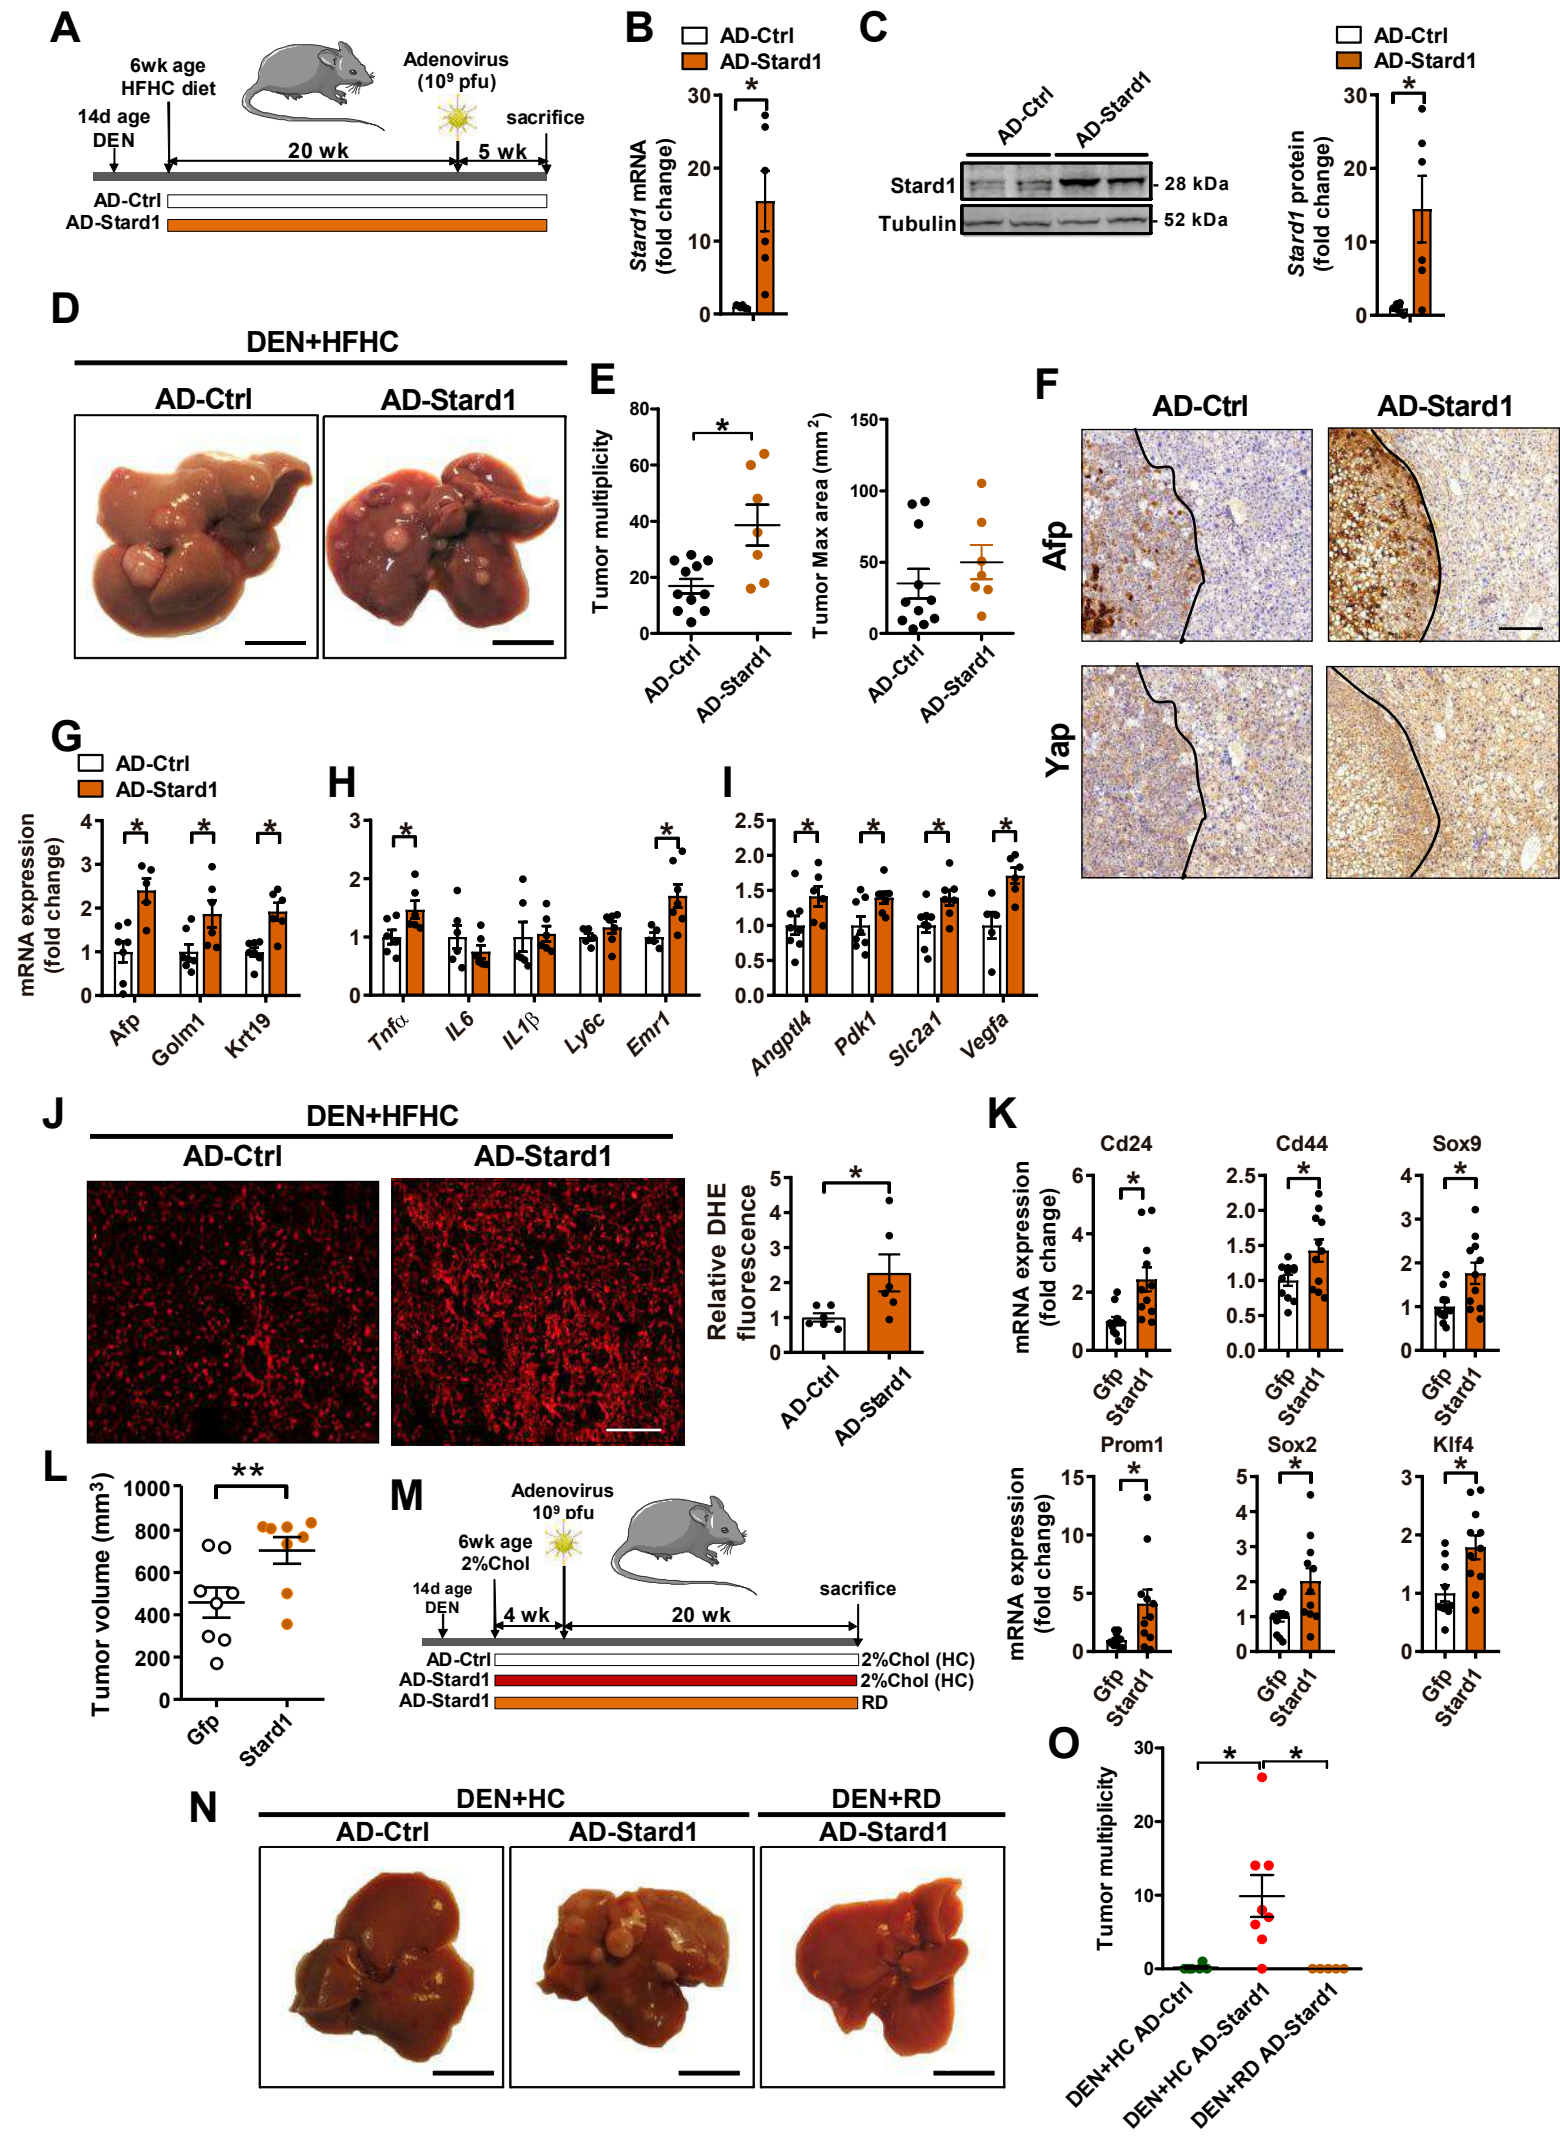 A
6wk age
HFHC diet
14d age
DEN
Adenovirus
(10⁹ pfu)
sacrifice
20 wk
5 wk
AD-Ctrl
AD-Stard1
B
AD-Ctrl
AD-Stard1
*
Stard1 mRNA
(fold change)
30
20
10
0
C
AD-Ctrl
AD-Stard1
Stard1
Tubulin
- 28 kDa
- 52 kDa
AD-Ctrl
AD-Stard1
*
Stard1 protein
(fold change)
30
20
10
0
D
DEN+HFHC
AD-Ctrl
AD-Stard1
E
Tumor multiplicity
80
60
40
20
0
*
AD-Ctrl
AD-Stard1
Tumor Max area (mm²)
150
100
50
0
AD-Ctrl
AD-Stard1
F
AD-Ctrl
AD-Stard1
Afp
Yap
G
AD-Ctrl
AD-Stard1
mRNA expression
(fold change)
4
3
2
1
0
* * *
Afp
Golm1
Krt19
H
3
2
1
0
* *
Tnfα
IL6
IL1β
Ly6c
Emr1
I
2.5
2.0
1.5
1.0
0.5
0.0
* * * *
Angptl4
Pdk1
Slc2a1
Vegfa
J
DEN+HFHC
AD-Ctrl
AD-Stard1
Relative DHE
fluorescence
5
4
3
2
1
0
*
AD-Ctrl
AD-Stard1
K
mRNA expression
(fold change)
Cd24
6
4
2
0
*
Gfp
Stard1
Cd44
2.5
2.0
1.5
1.0
0.5
0.0
*
Gfp
Stard1
Sox9
4
3
2
1
0
*
Gfp
Stard1
mRNA expression
(fold change)
Prom1
15
10
5
0
*
Gfp
Stard1
Sox2
5
4
3
2
1
0
*
Gfp
Stard1
Klf4
3
2
1
0
*
Gfp
Stard1
L
Tumor volume (mm³)
1000
800
600
400
200
0
**
Gfp
Stard1
M
Adenovirus
10⁹ pfu
6wk age
2%Chol
14d age
DEN
sacrifice
4 wk
20 wk
AD-Ctrl
2%Chol (HC)
AD-Stard1
2%Chol (HC)
AD-Stard1
RD
N
DEN+HC
DEN+RD
AD-Ctrl
AD-Stard1
AD-Stard1
O
Tumor multiplicity
30
20
10
0
* *
DEN+HC AD-Ctrl
DEN+HC AD-Stard1
DEN+RD AD-Stard1